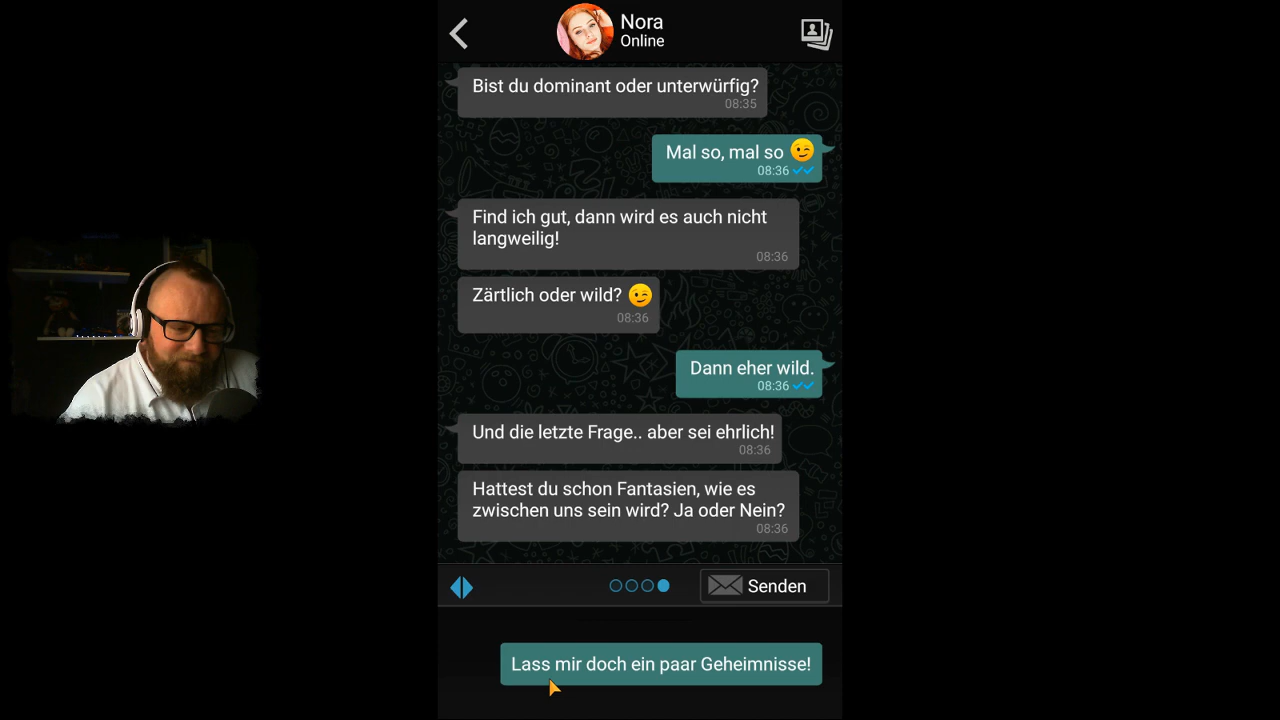 Nora
Online
Bist du dominant oder unterwürfig?
08:35
Mal so, mal so 😉
08:36
Find ich gut, dann wird es auch nicht
langweilig!
08:36
Zärtlich oder wild? 😉
08:36
Dann eher wild.
08:36
Und die letzte Frage.. aber sei ehrlich!
08:36
Hattest du schon Fantasien, wie es
zwischen uns sein wird? Ja oder Nein?
08:36
Senden
Lass mir doch ein paar Geheimnisse!